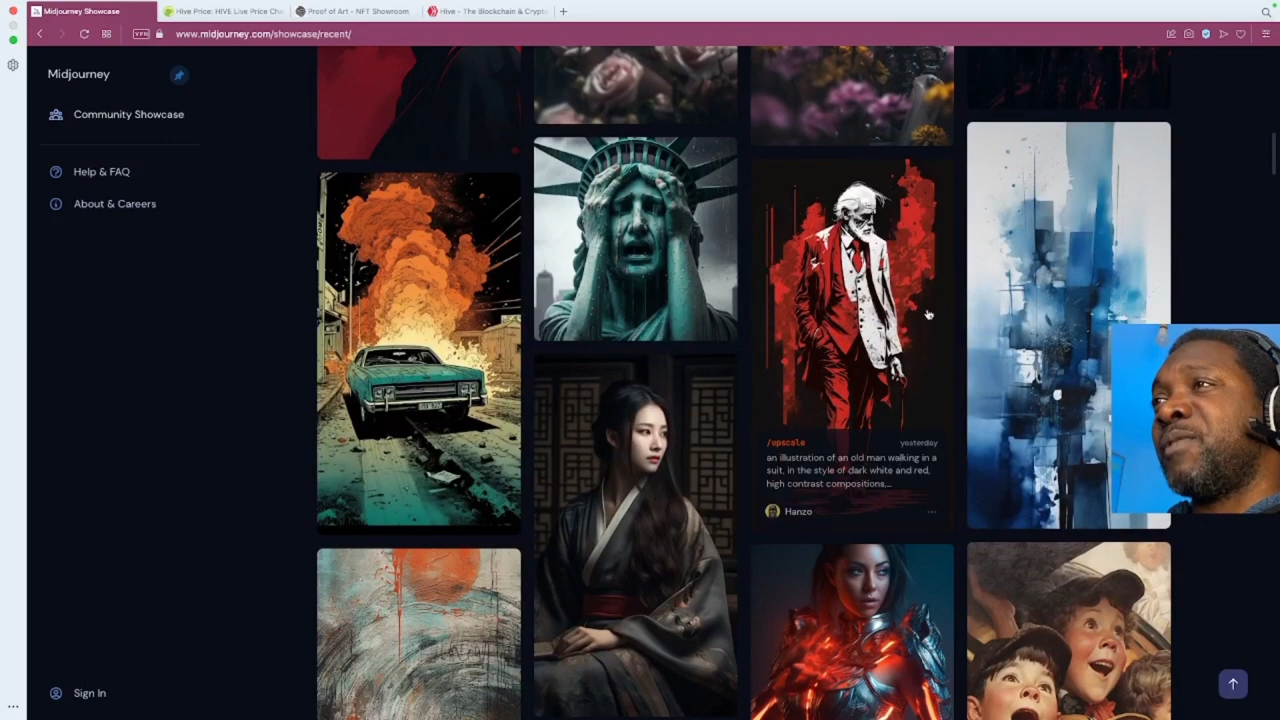 Midjourney Showcase
Hive Price: HIVE Live Price Cha
Proof of Art - NFT Showroom
Hive - The Blockchain & Crypto
VPN
www.midjourney.com/showcase/recent/
Midjourney
Community Showcase
Help & FAQ
About & Careers
/upscale
yesterday
an illustration of an old man walking in a
suit, in the style of dark white and red,
high contrast compositions,...
Hanzo
Sign In